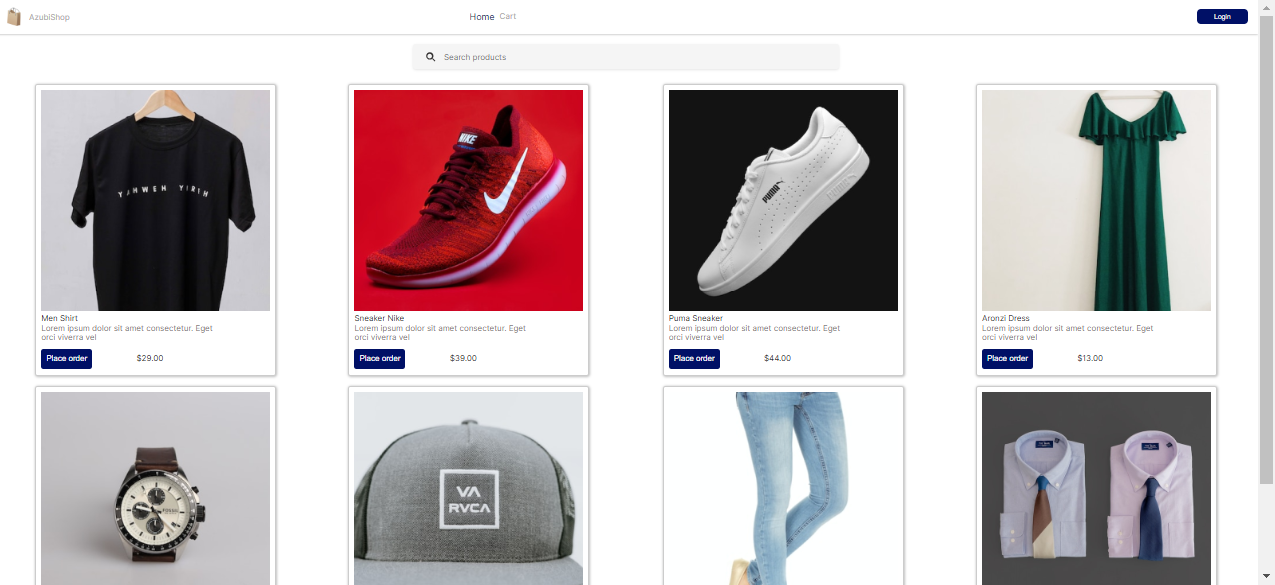 AzubiShop
Home Cart
Login
Search products
YAHWEH YIREH
NIKE
PUMA
Men Shirt
Lorem ipsum dolor sit amet consectetur. Eget
orci viverra vel
Place order $29.00
Sneaker Nike
Lorem ipsum dolor sit amet consectetur. Eget
orci viverra vel
Place order $39.00
Puma Sneaker
Lorem ipsum dolor sit amet consectetur. Eget
orci viverra vel
Place order $44.00
Aronzi Dress
Lorem ipsum dolor sit amet consectetur. Eget
orci viverra vel
Place order $13.00
FOSSIL
VA
RVCA